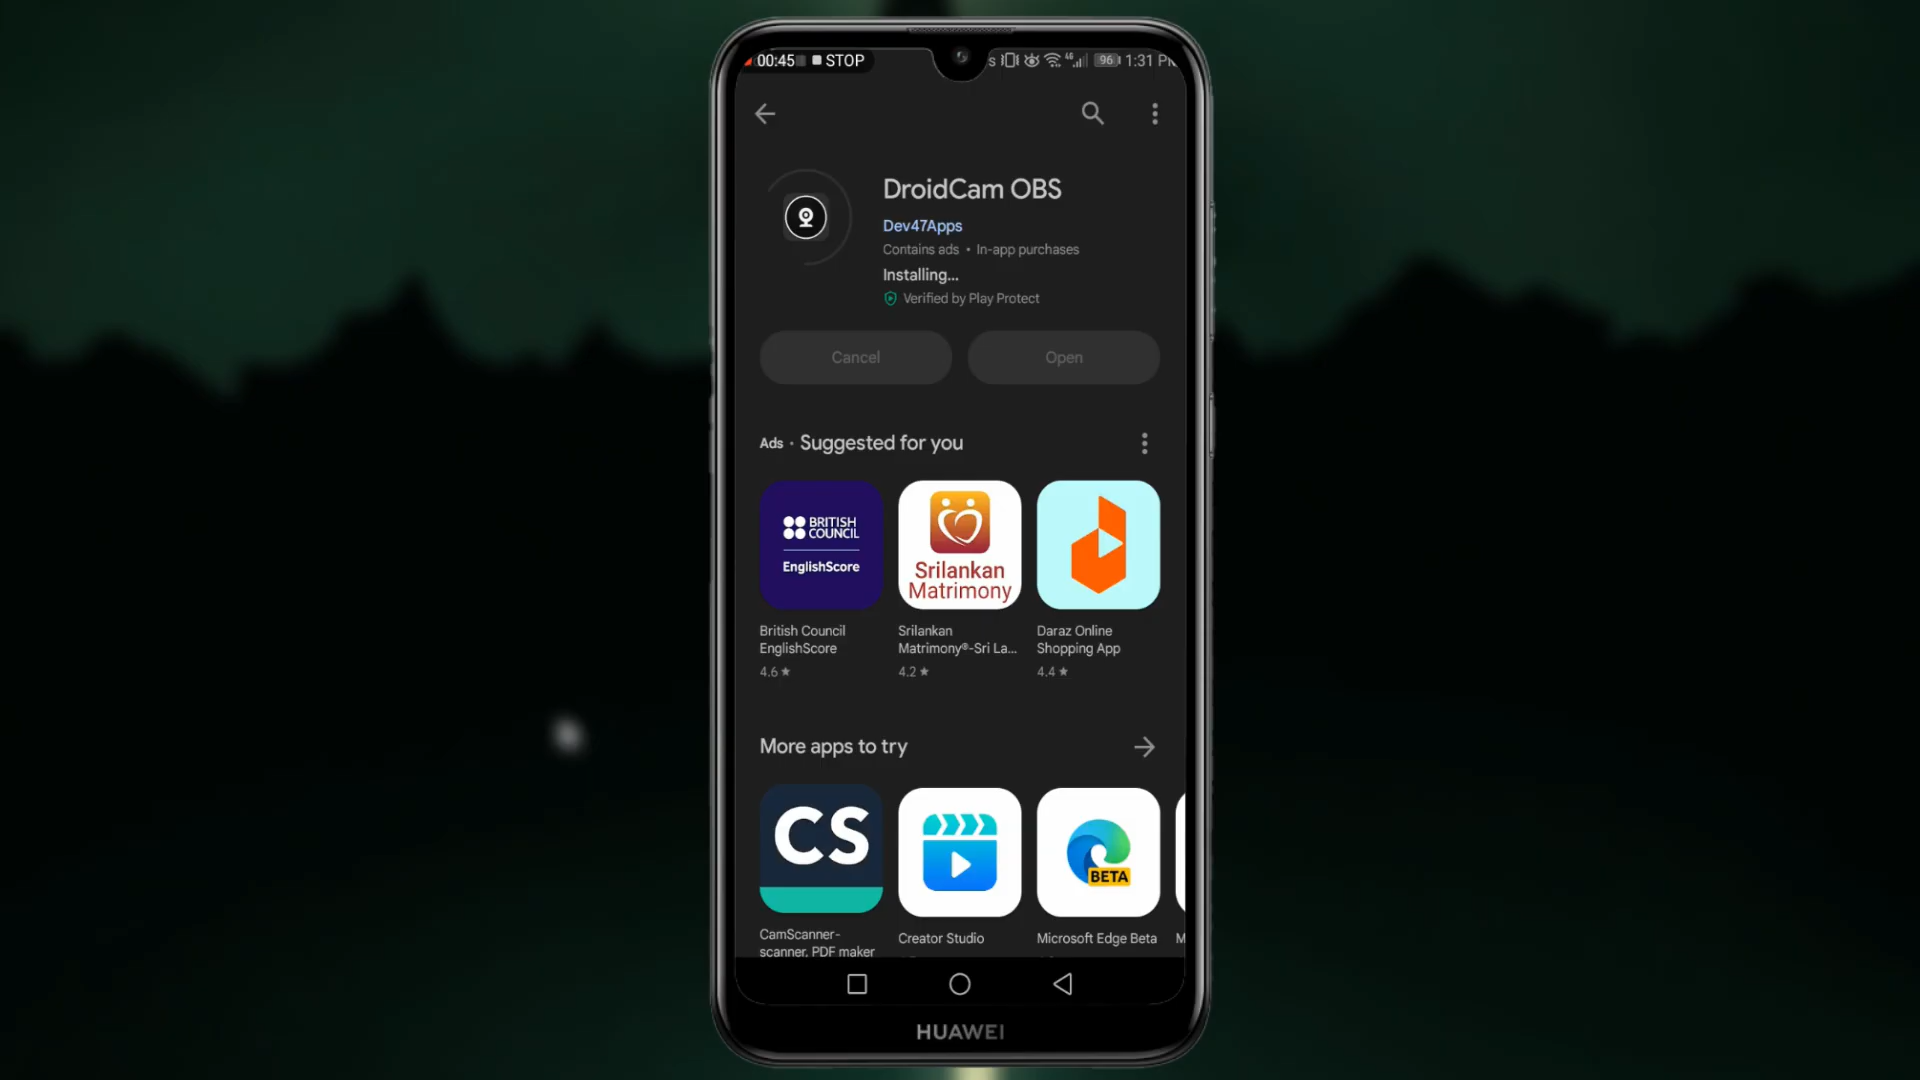 00:45 STOP
96 1:31 PM
DroidCam OBS
Dev47Apps
Contains ads • In-app purchases
Installing...
Verified by Play Protect
Cancel Open
Ads · Suggested for you
BRITISH
COUNCIL
EnglishScore
Srilankan
Matrimony
British Council
EnglishScore
4.6 ★
Srilankan
Matrimony®-Sri La...
4.2 ★
Daraz Online
Shopping App
4.4 ★
More apps to try
CS
BETA
CamScanner-
scanner, PDF maker
Creator Studio
Microsoft Edge Beta
M
HUAWEI